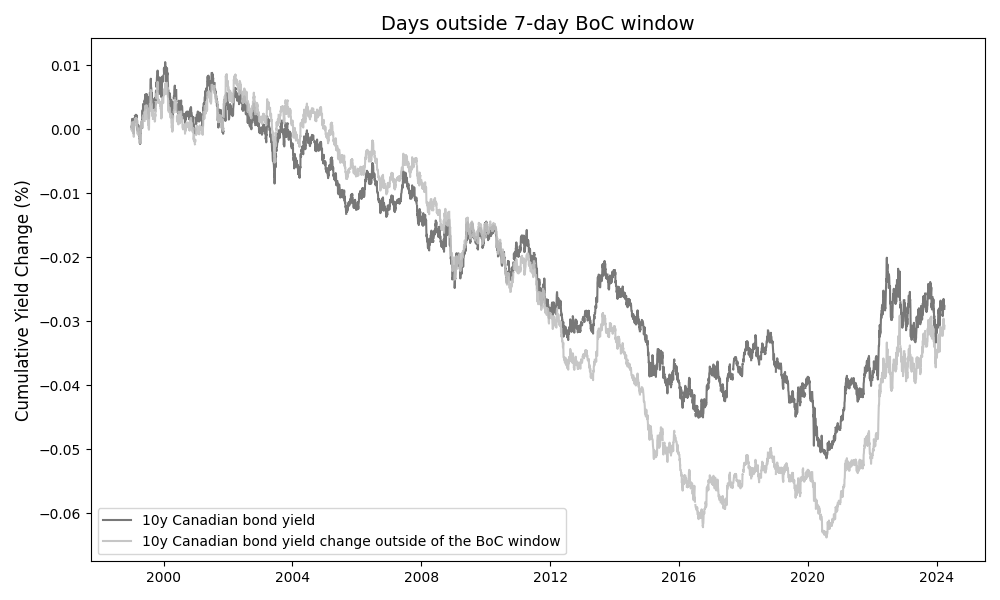 Days outside 7-day BoC window
Cumulative Yield Change (%)
0.01
0.00
−0.01
−0.02
−0.03
−0.04
−0.05
−0.06
10y Canadian bond yield
10y Canadian bond yield change outside of the BoC window
2000 2004 2008 2012 2016 2020 2024